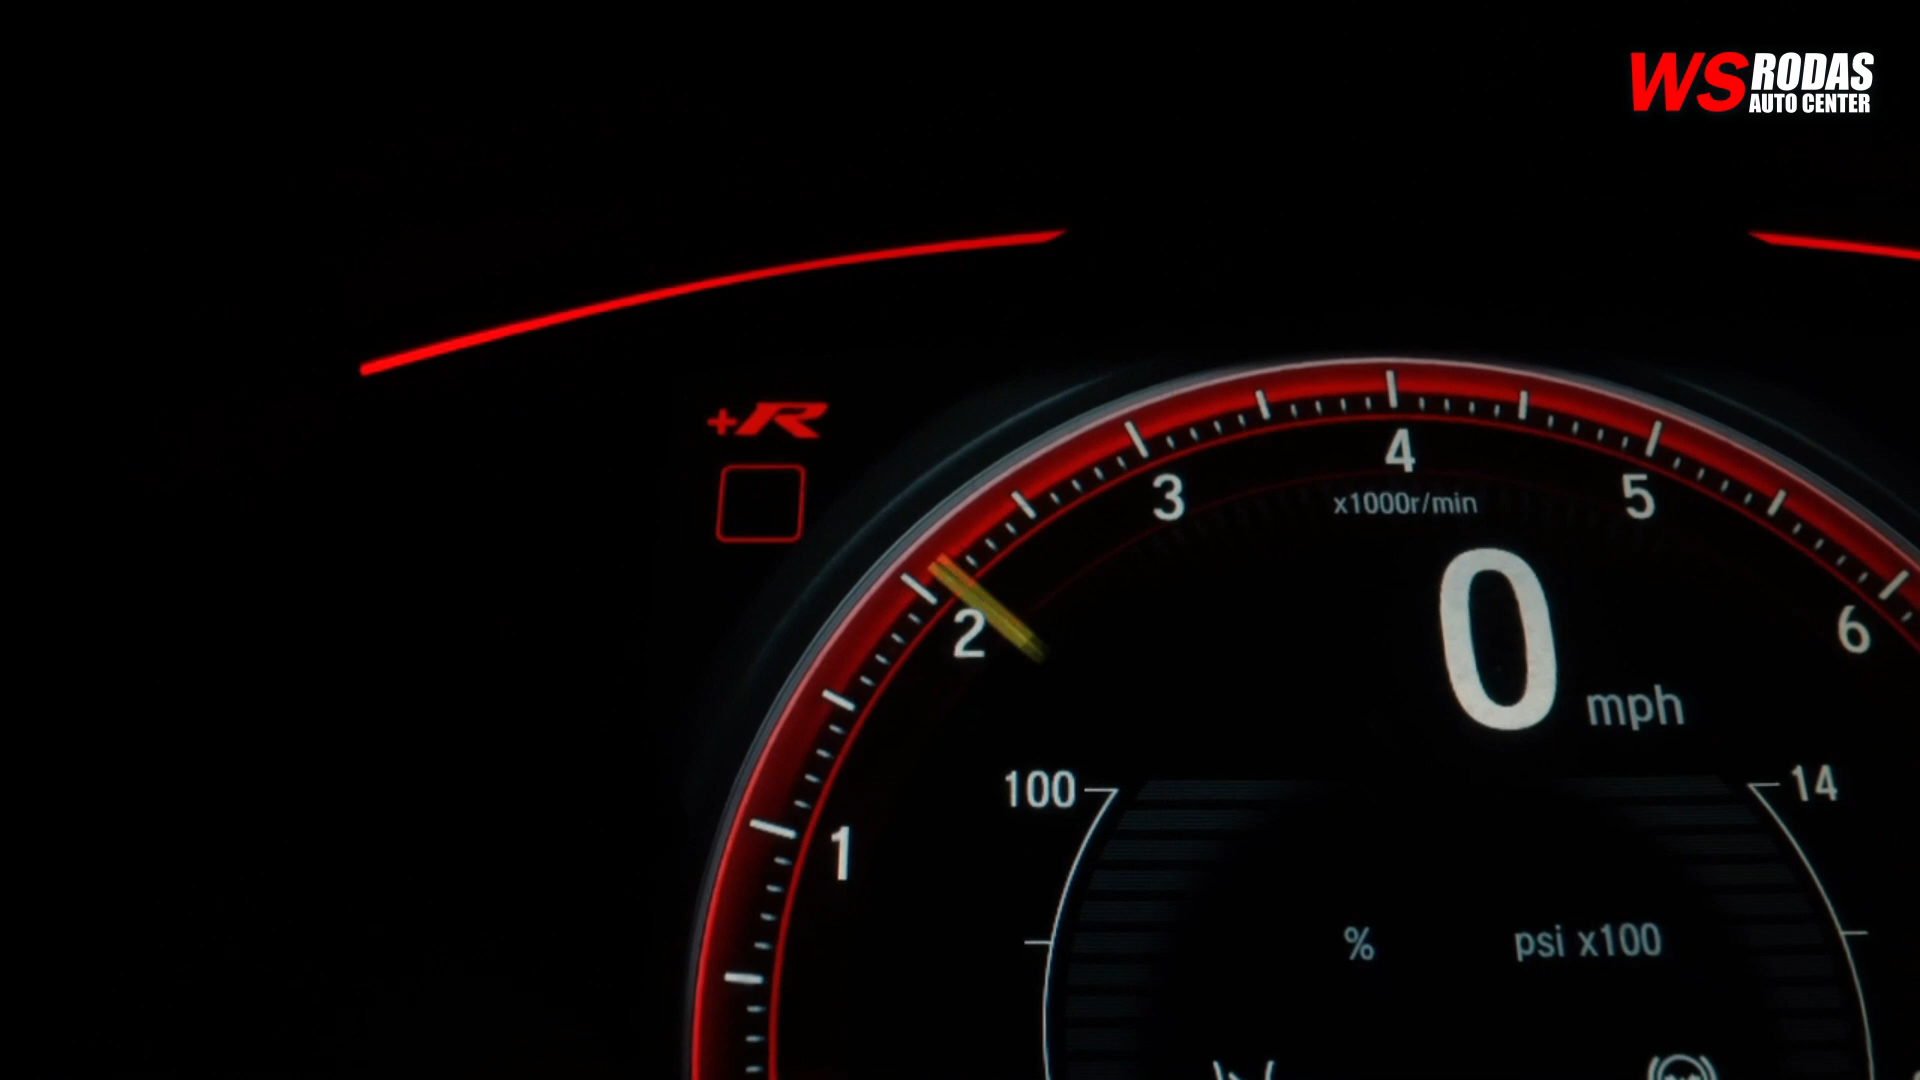 WS RODAS
AUTO CENTER
+R
4
3
5
x1000r/min
2
6
0
mph
100
14
1
%
psi x100